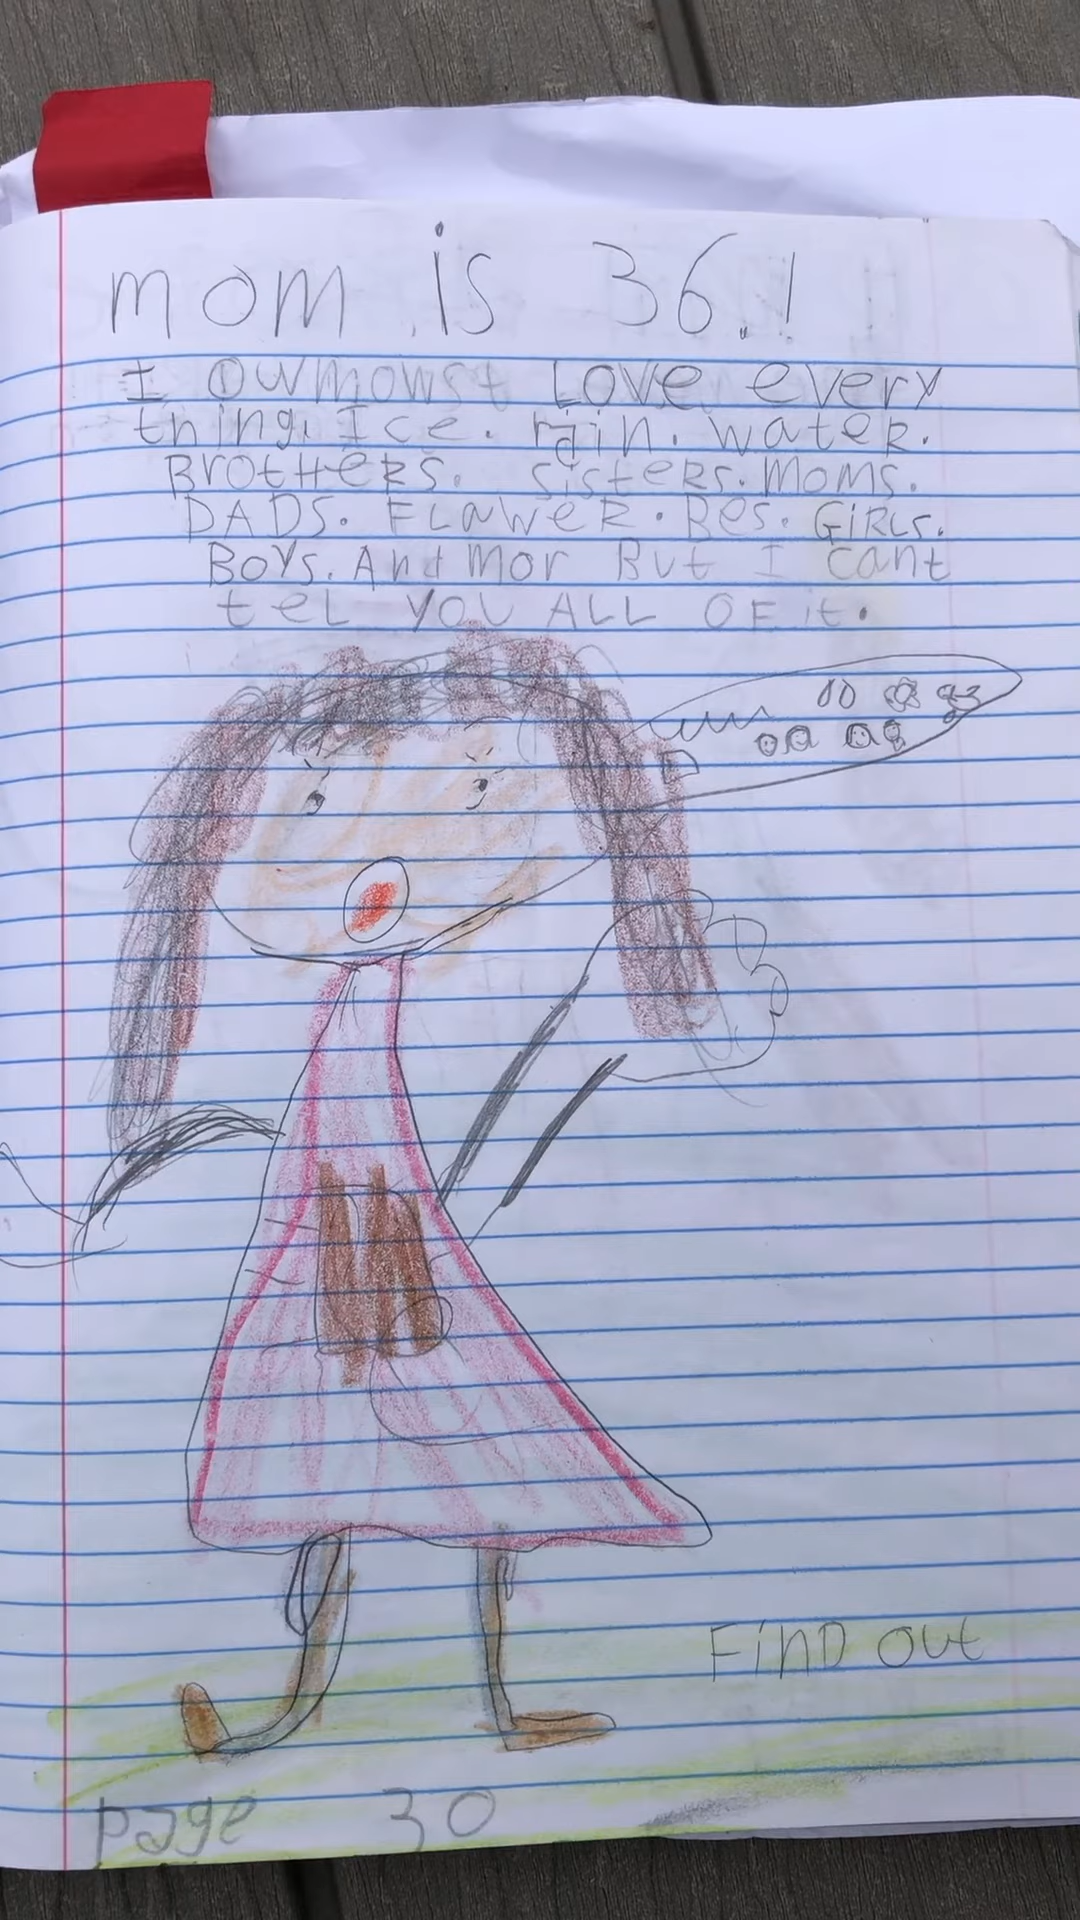 mom is 36.!
I owmowst Love every
thing. Ice. rain. water.
BROTHERS. SisteRs. Moms.
DADS. FLawer. Bes. GiRLs.
BOYS. And mor But I cant
teL YOU ALL OF it.
Find out
page 30